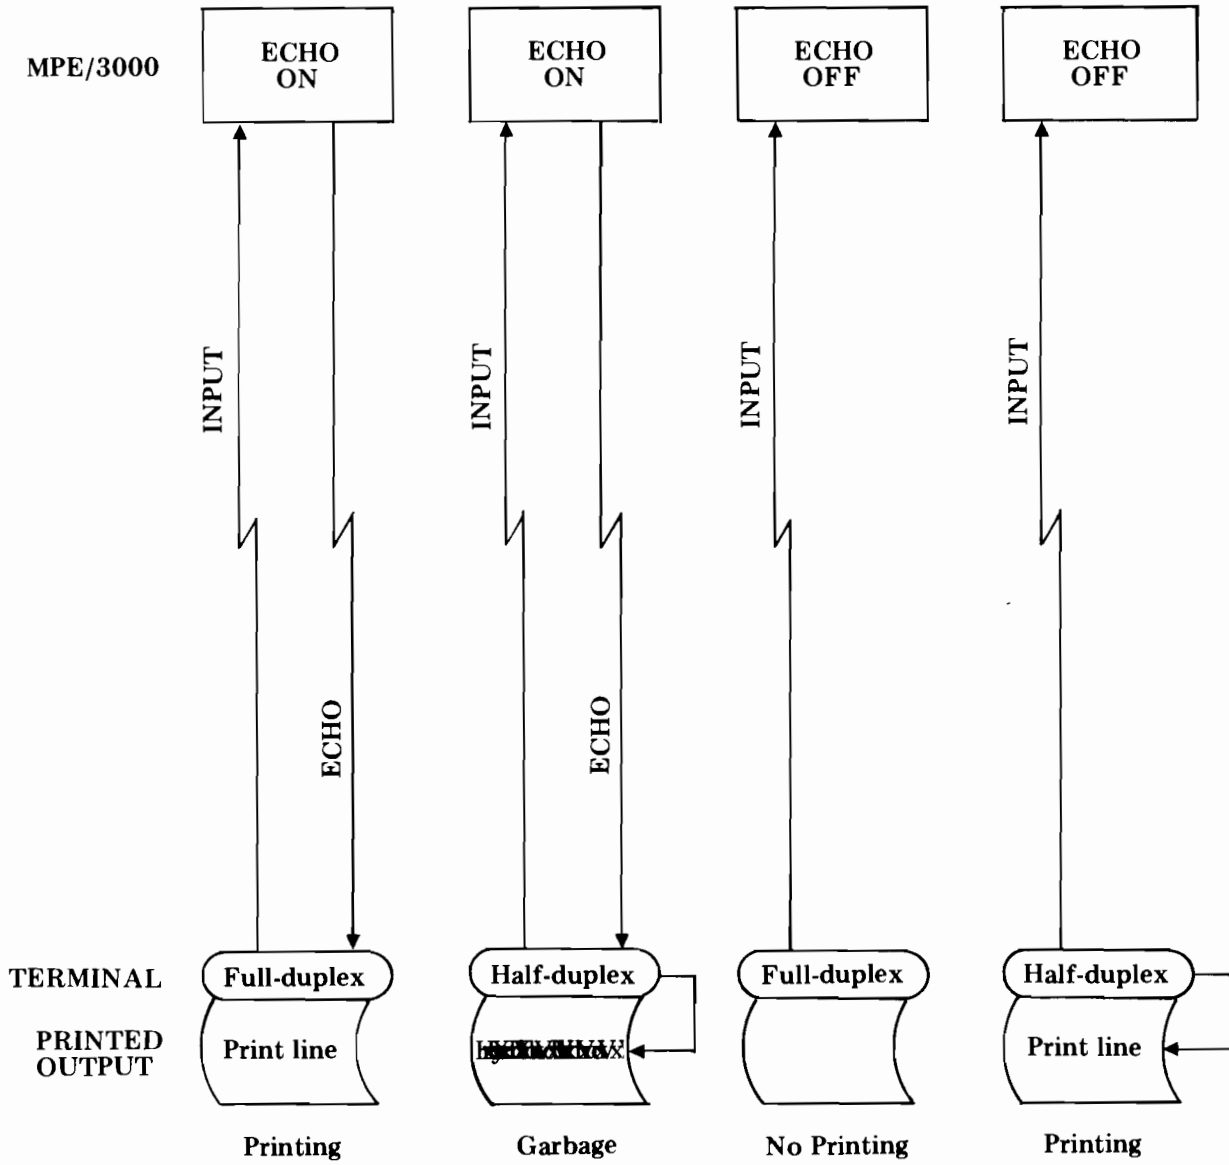 MPE/3000
ECHO
ON
ECHO
ON
ECHO
OFF
ECHO
OFF
INPUT
INPUT
INPUT
INPUT
ECHO
ECHO
TERMINAL
Full-duplex
Half-duplex
Full-duplex
Half-duplex
PRINTED
OUTPUT
Print line
Print line
Printing
Garbage
No Printing
Printing